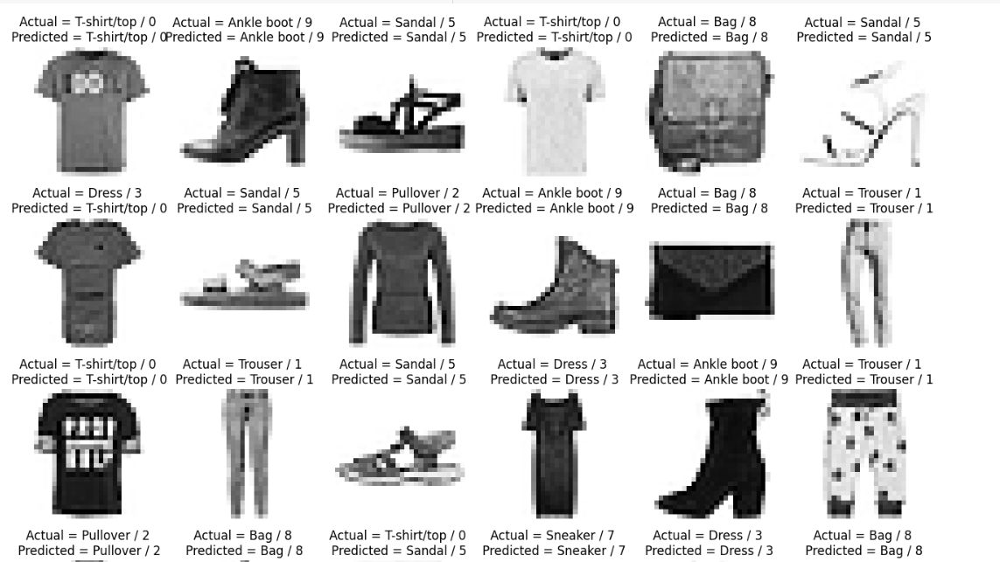 Actual = T-shirt/top / 0 Actual = Ankle boot / 9 Actual = Sandal / 5 Actual = T-shirt/top / 0 Actual = Bag / 8 Actual = Sandal / 5
Predicted = T-shirt/top / 0 Predicted = Ankle boot / 9 Predicted = Sandal / 5 Predicted = T-shirt/top / 0 Predicted = Bag / 8 Predicted = Sandal / 5
Actual = Dress / 3 Actual = Sandal / 5 Actual = Pullover / 2 Actual = Ankle boot / 9 Actual = Bag / 8 Actual = Trouser / 1
Predicted = T-shirt/top / 0 Predicted = Sandal / 5 Predicted = Pullover / 2 Predicted = Ankle boot / 9 Predicted = Bag / 8 Predicted = Trouser / 1
Actual = T-shirt/top / 0 Actual = Trouser / 1 Actual = Sandal / 5 Actual = Dress / 3 Actual = Ankle boot / 9 Actual = Trouser / 1
Predicted = T-shirt/top / 0 Predicted = Trouser / 1 Predicted = Sandal / 5 Predicted = Dress / 3 Predicted = Ankle boot / 9 Predicted = Trouser / 1
Actual = Pullover / 2 Actual = Bag / 8 Actual = T-shirt/top / 0 Actual = Sneaker / 7 Actual = Dress / 3 Actual = Bag / 8
Predicted = Pullover / 2 Predicted = Bag / 8 Predicted = Sandal / 5 Predicted = Sneaker / 7 Predicted = Dress / 3 Predicted = Bag / 8